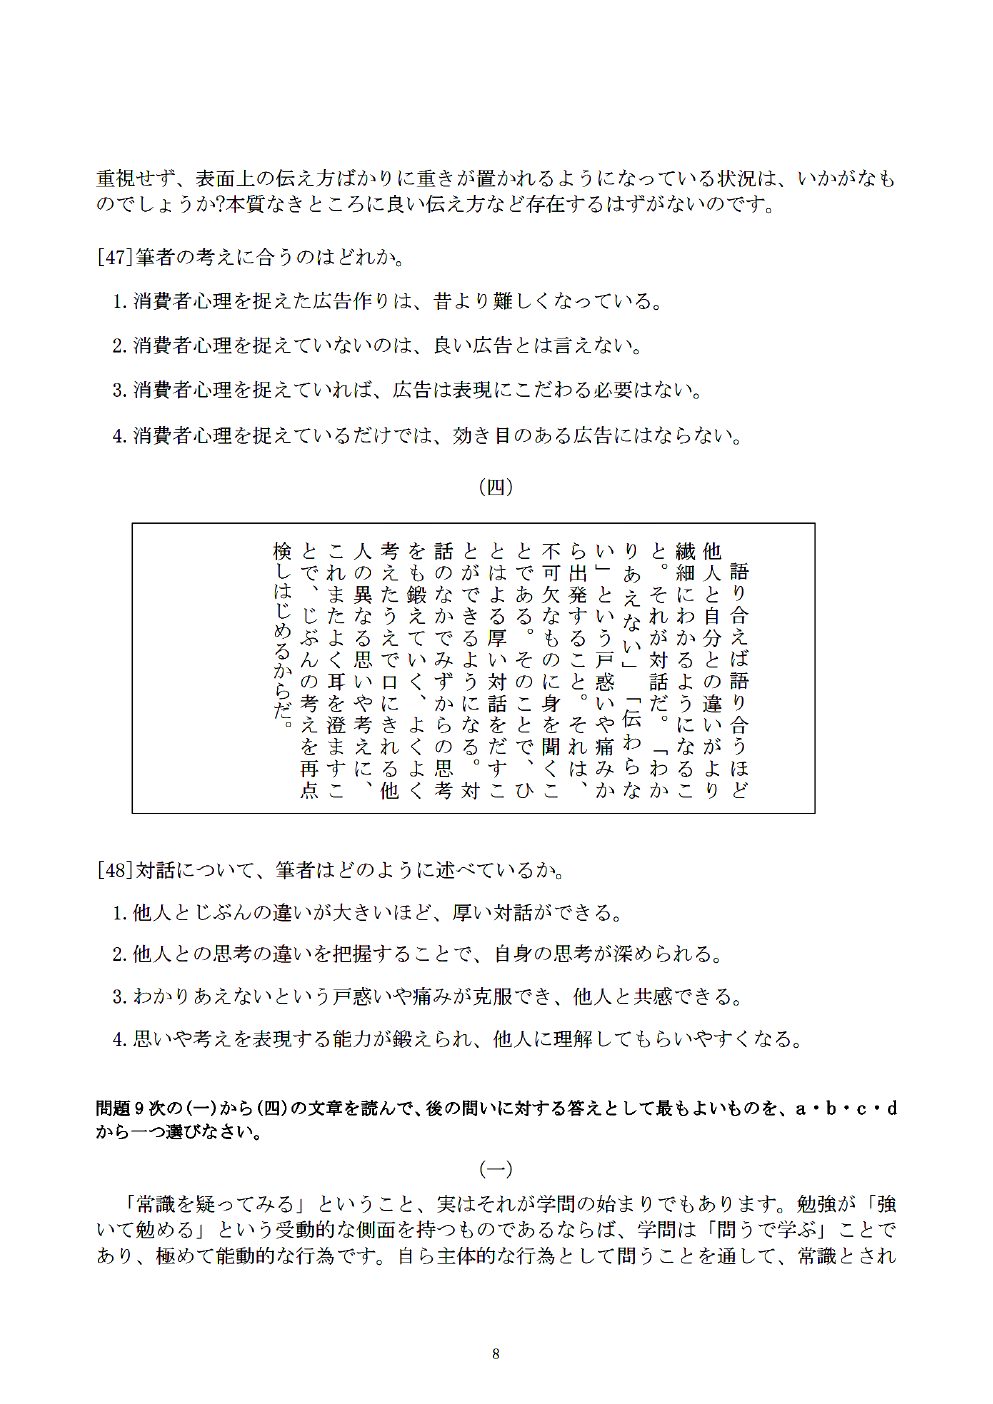 重視せず、表面上の伝え方ばかりに重きが置かれるようになっている状況は、いかがなも
のでしょうか?本質なきところに良い伝え方など存在するはずがないのです。
[47]筆者の考えに合うのはどれか。
1.消費者心理を捉えた広告作りは、昔より難しくなっている。
2.消費者心理を捉えていないのは、良い広告とは言えない。
3.消費者心理を捉えていれば、広告は表現にこだわる必要はない。
4.消費者心理を捉えているだけでは、効き目のある広告にはならない。
（四）
語り合えば語り合うほど
他人と自分との違いがより
繊細にわかるようになるこ
と。それが対話だ。「わか
りあえない」「伝わらな
い」という戸惑いや痛みか
ら出発すること。それは、
不可欠なものに身を聞くこ
とである。そのことで、ひ
とはよる厚い対話をだすこ
とができるようになる。対
話のなかでみずからの思考
をも鍛えていく、よくよく
考えたうえで口にきれる他
人の異なる思いや考えに、
これまたよく耳を澄ますこ
とで、じぶんの考えを再点
検しはじめるからだ。
[48]対話について、筆者はどのように述べているか。
1.他人とじぶんの違いが大きいほど、厚い対話ができる。
2.他人との思考の違いを把握することで、自身の思考が深められる。
3.わかりあえないという戸惑いや痛みが克服でき、他人と共感できる。
4.思いや考えを表現する能力が鍛えられ、他人に理解してもらいやすくなる。
問題９次の(一)から(四)の文章を読んで、後の問いに対する答えとして最もよいものを、a・b・c・d
から一つ選びなさい。
（一）
「常識を疑ってみる」ということ、実はそれが学問の始まりでもあります。勉強が「強
いて勉める」という受動的な側面を持つものであるならば、学問は「問うで学ぶ」ことで
あり、極めて能動的な行為です。自ら主体的な行為として問うことを通して、常識とされ
8